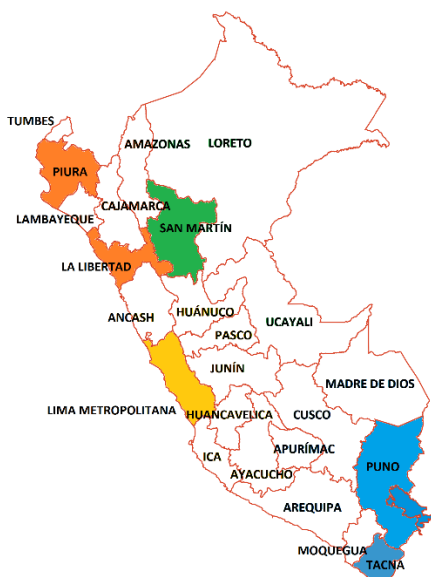 TUMBES
AMAZONAS
LORETO
PIURA
CAJAMARCA
LAMBAYEQUE
SAN MARTÍN
LA LIBERTAD
ANCASH
HUÁNUCO
UCAYALI
PASCO
JUNÍN
MADRE DE DIOS
LIMA METROPOLITANA
HUANCAVELICA
CUSCO
ICA
APURÍMAC
PUNO
AYACUCHO
AREQUIPA
MOQUEGUA
TACNA